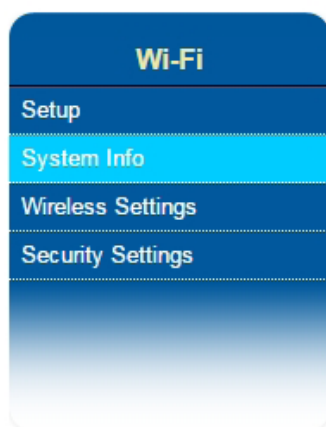 Wi-Fi
Setup
System Info
Wireless Settings
Security Settings